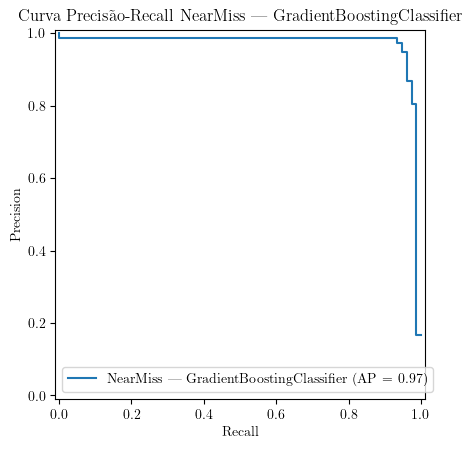 Curva Precisão-Recall NearMiss — GradientBoostingClassifier
1.0
0.8
0.6
0.4
0.2
0.0
Precision
NearMiss — GradientBoostingClassifier (AP = 0.97)
0.0 0.2 0.4 0.6 0.8 1.0
Recall